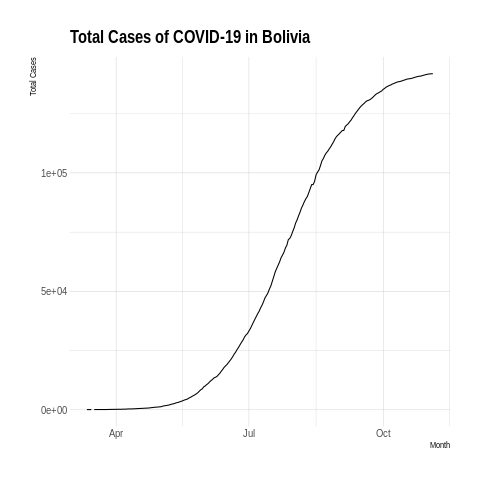 Total Cases of COVID-19 in Bolivia
Total Cases
1e+05
5e+04
0e+00
Apr Jul Oct
Month